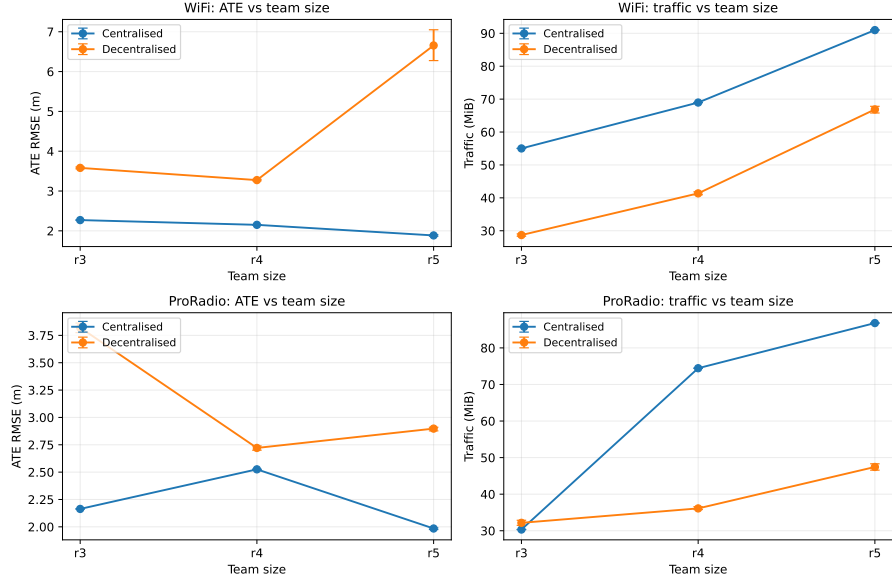 WiFi: ATE vs team size
7
6
5
4
3
2
ATE RMSE (m)
Centralised
Decentralised
r3 r4 r5
Team size
WiFi: traffic vs team size
90
80
70
60
50
40
30
Traffic (MiB)
Centralised
Decentralised
r3 r4 r5
Team size
ProRadio: ATE vs team size
3.75
3.50
3.25
3.00
2.75
2.50
2.25
2.00
ATE RMSE (m)
Centralised
Decentralised
r3 r4 r5
Team size
ProRadio: traffic vs team size
80
70
60
50
40
30
Traffic (MiB)
Centralised
Decentralised
r3 r4 r5
Team size